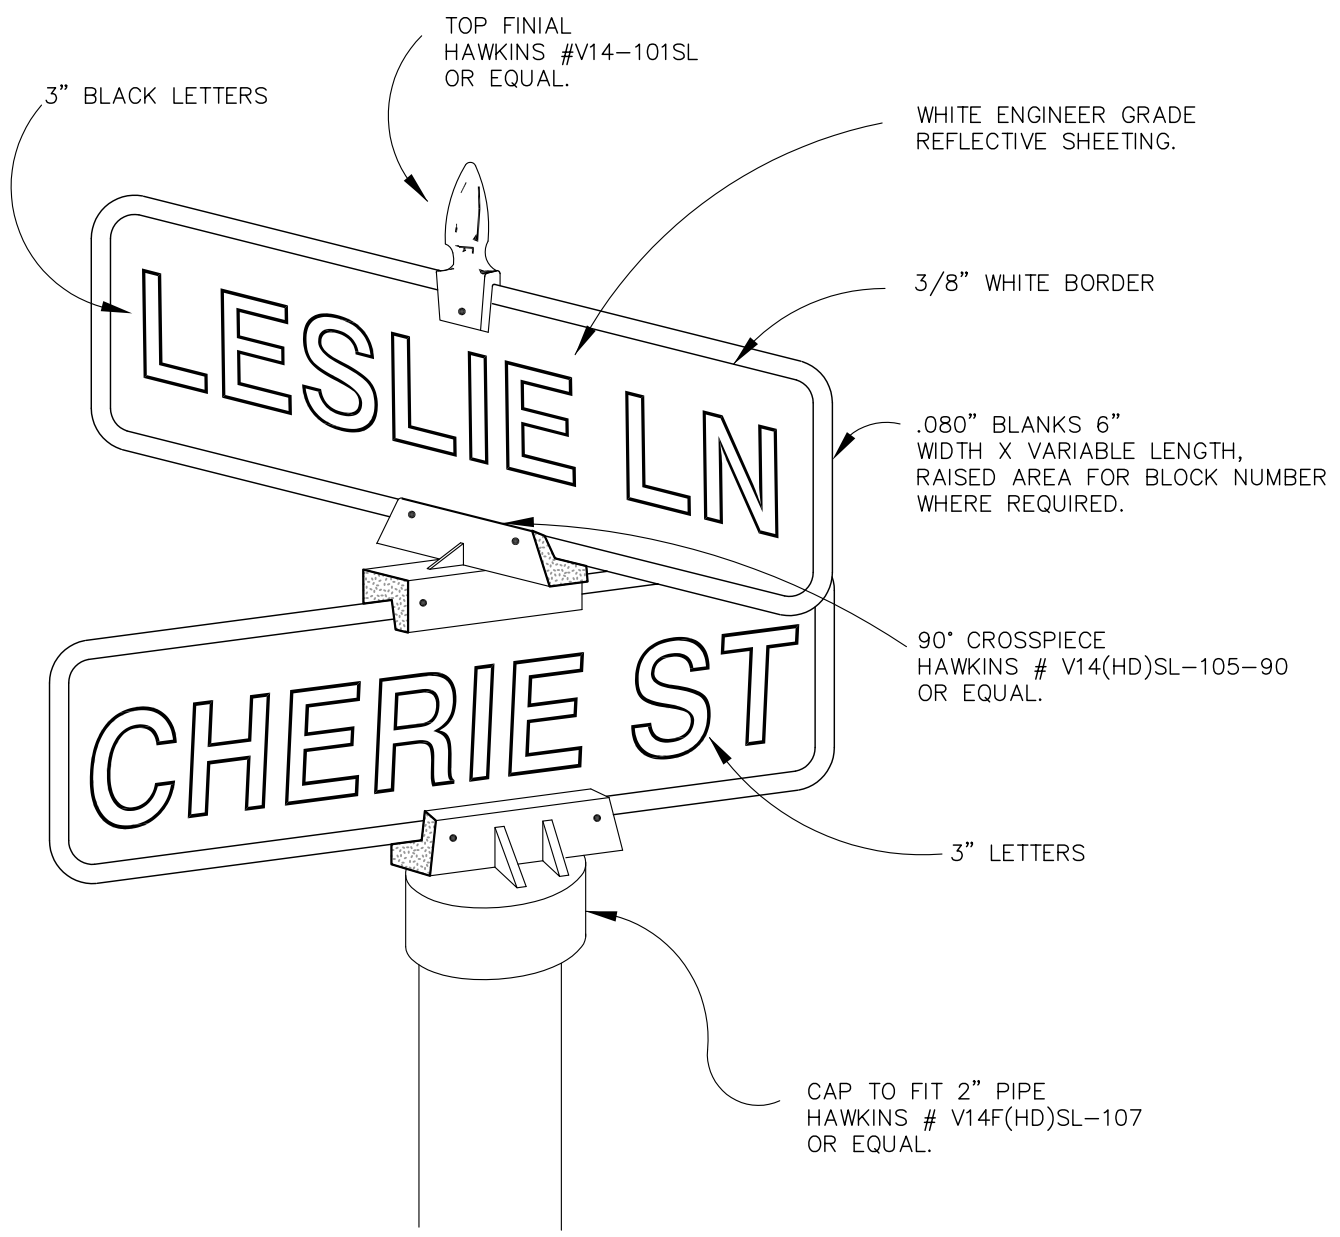 TOP FINIAL
HAWKINS #V14-101SL
OR EQUAL.
3" BLACK LETTERS
WHITE ENGINEER GRADE
REFLECTIVE SHEETING.
3/8" WHITE BORDER
LESLIE LN
.080" BLANKS 6"
WIDTH X VARIABLE LENGTH,
RAISED AREA FOR BLOCK NUMBER
WHERE REQUIRED.
90° CROSSPIECE
HAWKINS # V14(HD)SL-105-90
OR EQUAL.
CHERIE ST
3" LETTERS
CAP TO FIT 2" PIPE
HAWKINS # V14F(HD)SL-107
OR EQUAL.